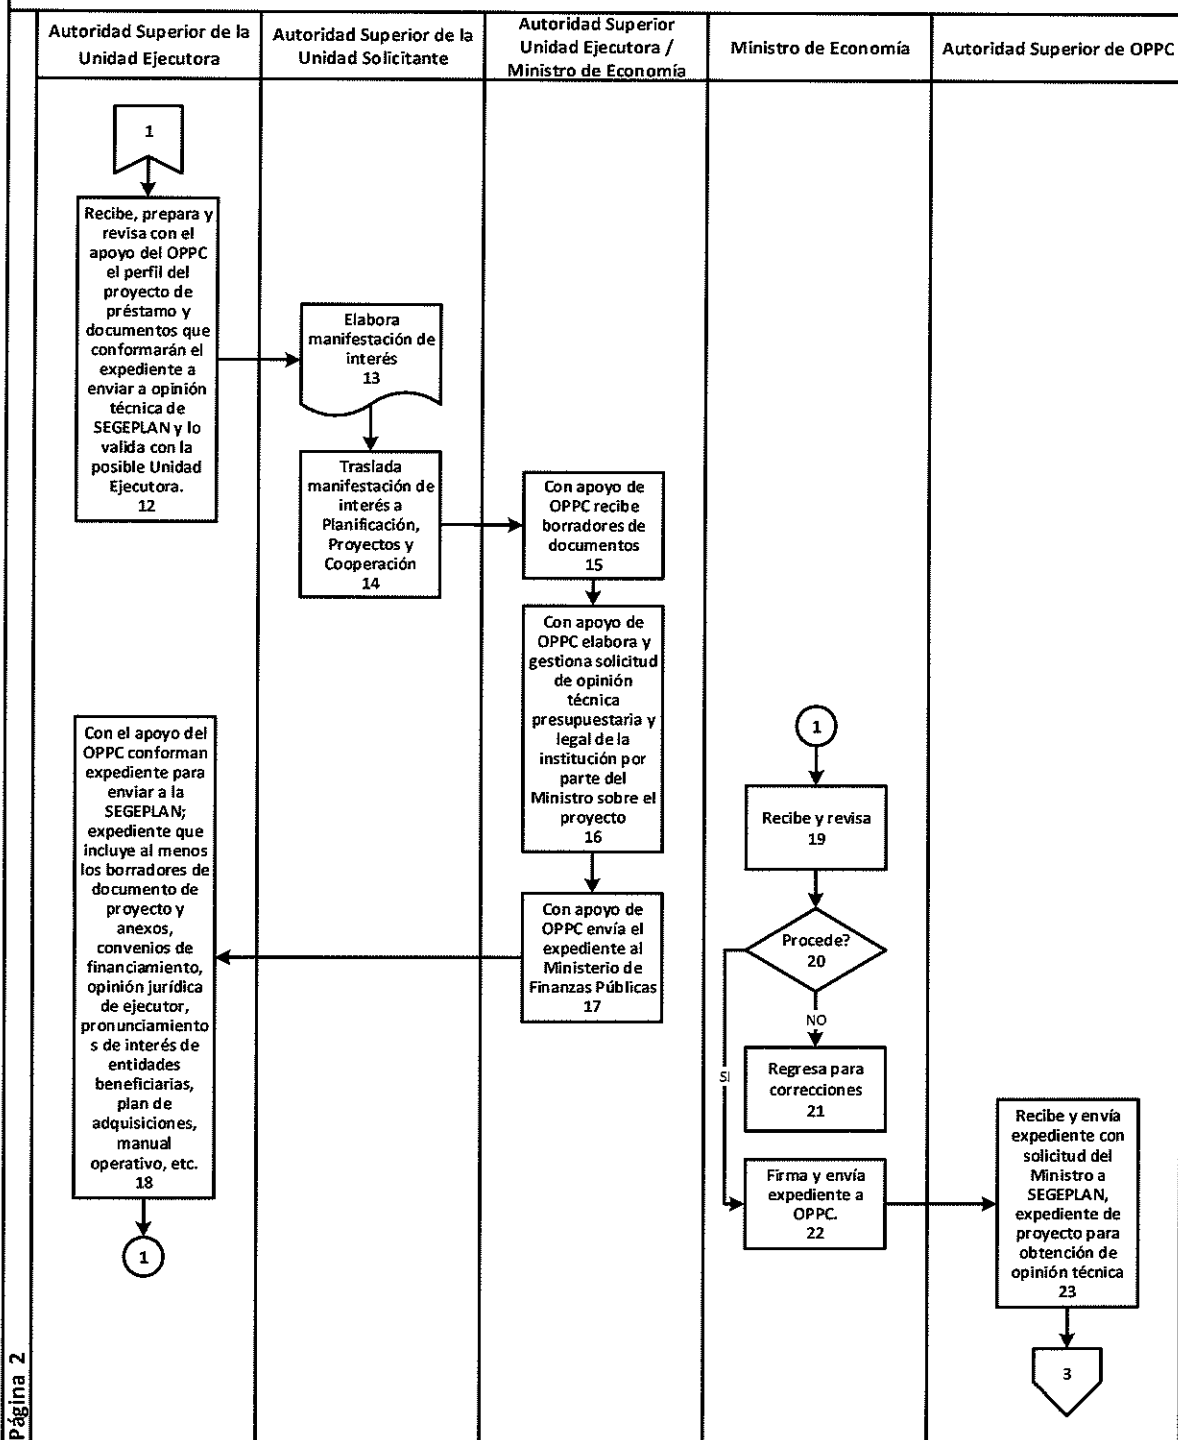 Autoridad Superior de la
Unidad Ejecutora
Autoridad Superior de la
Unidad Solicitante
Autoridad Superior
Unidad Ejecutora /
Ministro de Economía
Ministro de Economía
Autoridad Superior de OPPC
1
Recibe, prepara y
revisa con el
apoyo del OPPC
el perfil del
proyecto de
préstamo y
documentos que
conformarán el
expediente a
enviar a opinión
técnica de
SEGEPLAN y lo
valida con la
posible Unidad
Ejecutora.
12
Elabora
manifestación de
interés
13
Traslada
manifestación de
interés a
Planificación,
Proyectos y
Cooperación
14
Con apoyo de
OPPC recibe
borradores de
documentos
15
Con apoyo de
OPPC elabora y
gestiona solicitud
de opinión
técnica
presupuestaria y
legal de la
institución por
parte del
Ministro sobre el
proyecto
16
Con apoyo de
OPPC envía el
expediente al
Ministerio de
Finanzas Públicas
17
Con el apoyo del
OPPC conforman
expediente para
enviar a la
SEGEPLAN;
expediente que
incluye al menos
los borradores de
documento de
proyecto y
anexos,
convenios de
financiamiento,
opinión jurídica
de ejecutor,
pronunciamiento
s de interés de
entidades
beneficiarias,
plan de
adquisiciones,
manual
operativo, etc.
18
1
1
Recibe y revisa
19
Procede?
20
NO
SI
Regresa para
correcciones
21
Firma y envía
expediente a
OPPC.
22
Recibe y envía
expediente con
solicitud del
Ministro a
SEGEPLAN,
expediente de
proyecto para
obtención de
opinión técnica
23
3
Página 2